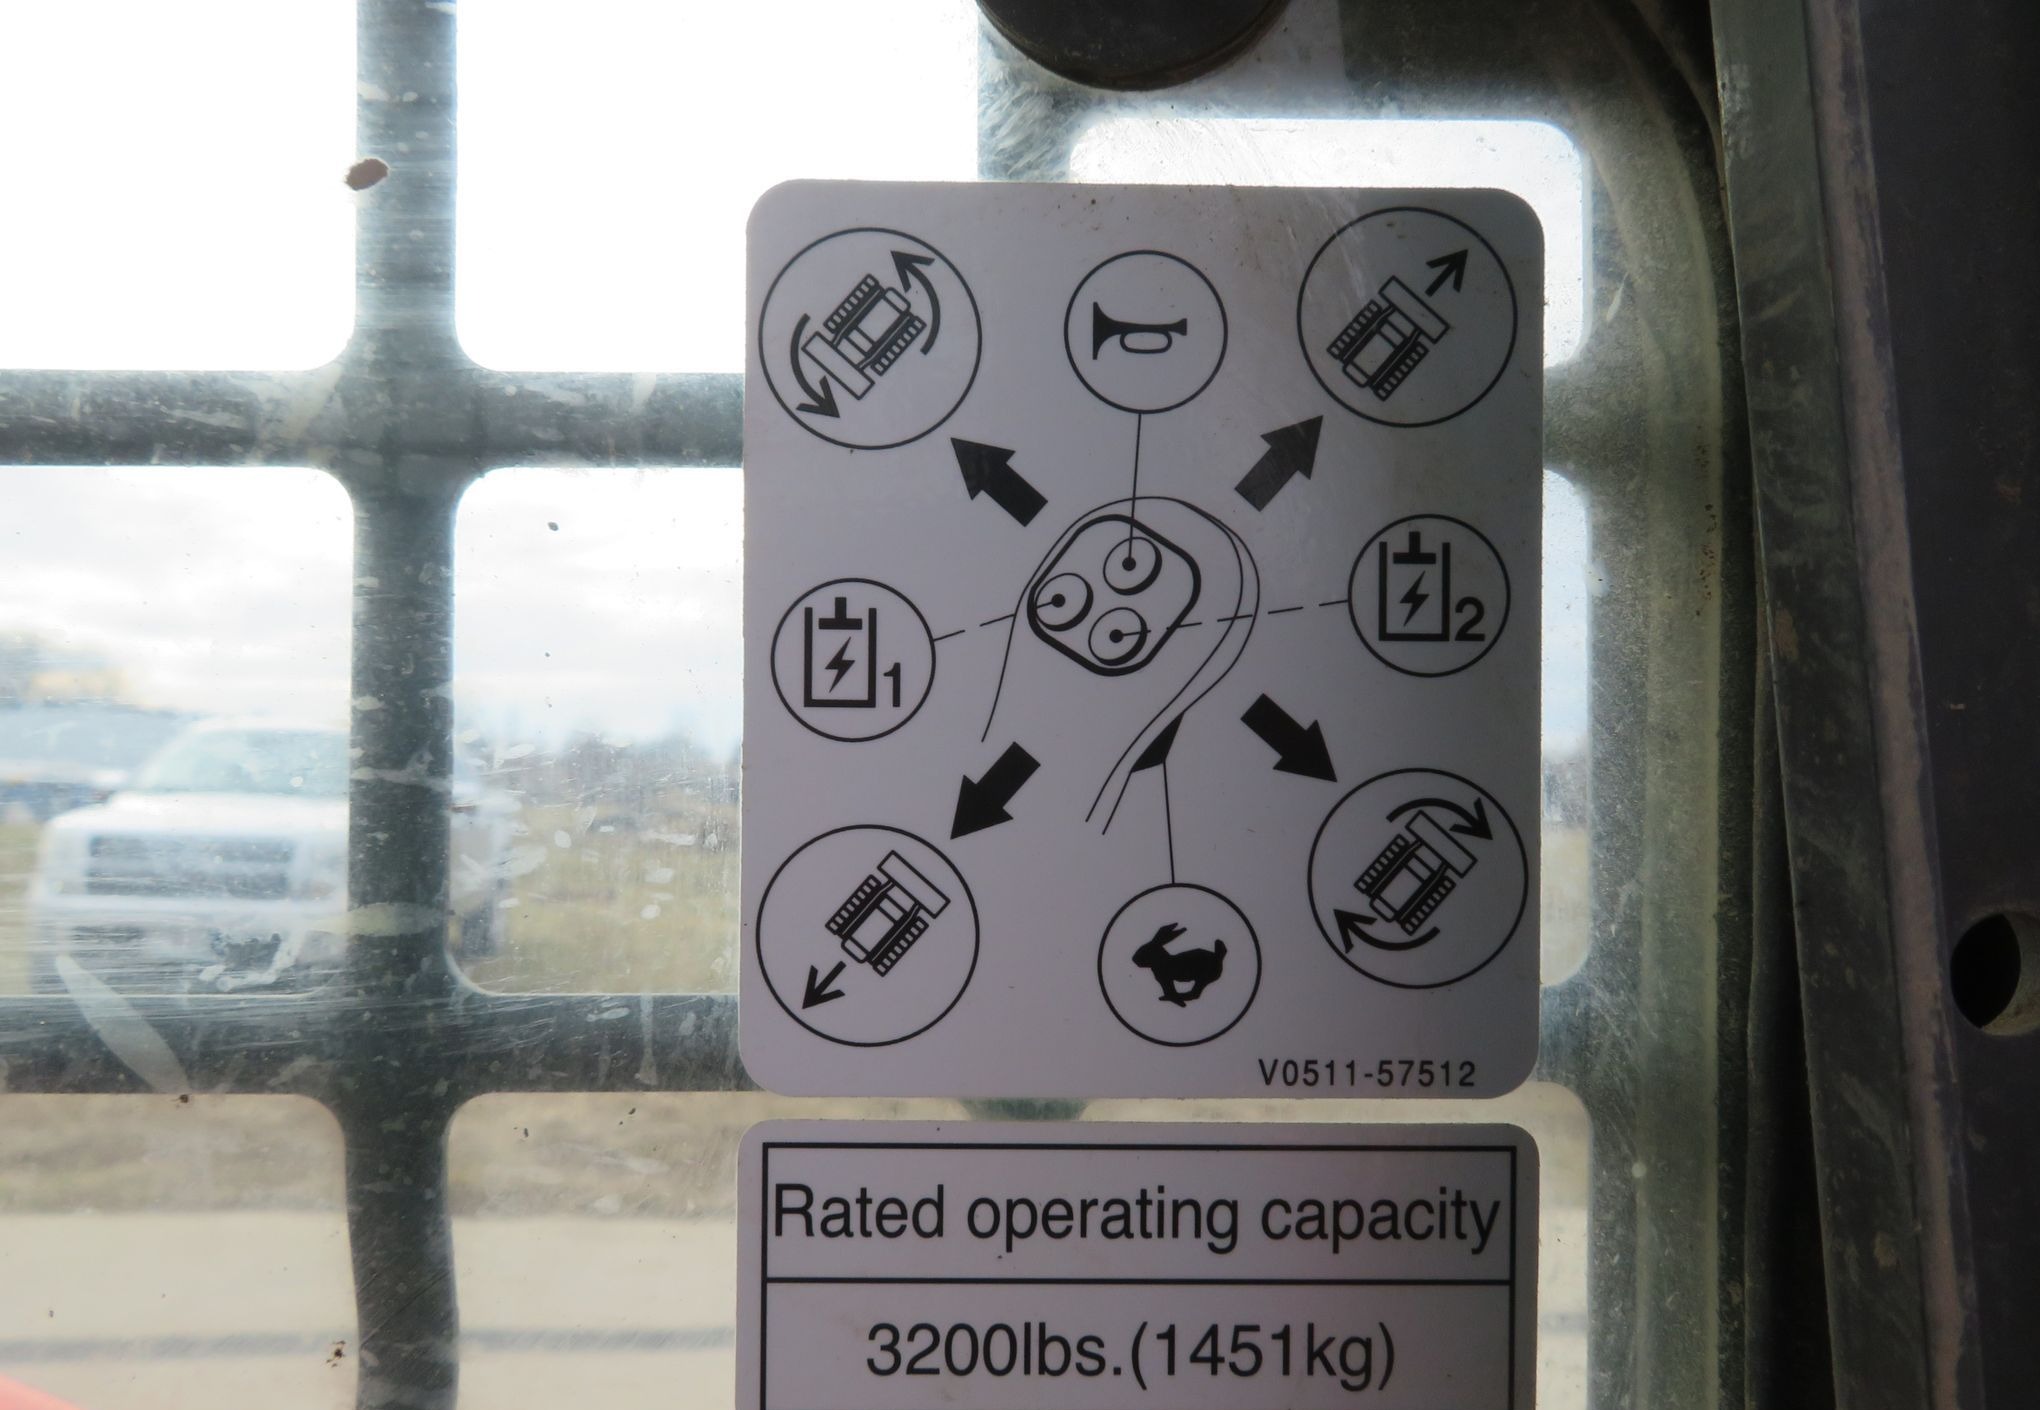 1
2
V0511-57512
Rated operating capacity
3200lbs.(1451kg)